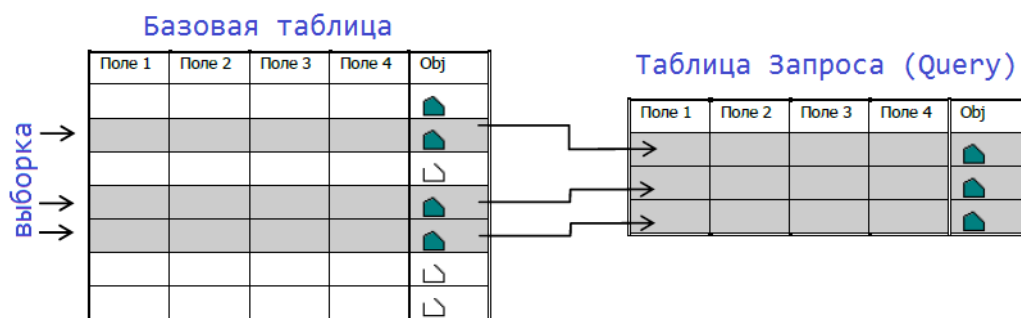 Базовая таблица
Поле 1 Поле 2 Поле 3 Поле 4 Obj
выборка
Таблица Запроса (Query)
Поле 1 Поле 2 Поле 3 Поле 4 Obj